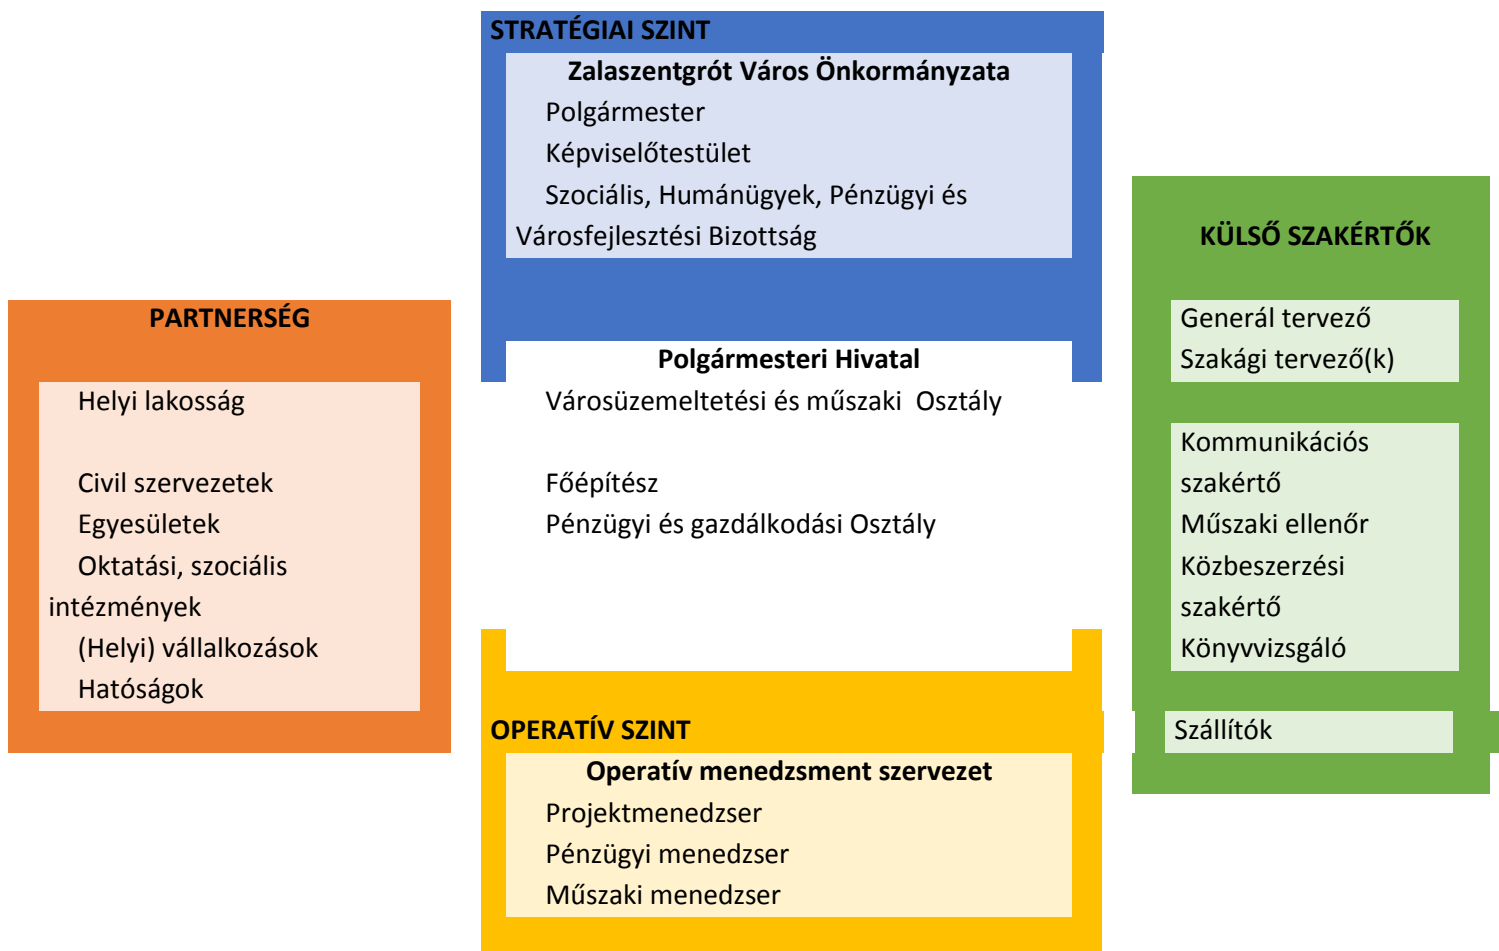 STRATÉGIAI SZINT
Zalaszentgrót Város Önkormányzata
Polgármester
Képviselőtestület
Szociális, Humánügyek, Pénzügyi és
Városfejlesztési Bizottság
PARTNERSÉG
Helyi lakosság
Civil szervezetek
Egyesületek
Oktatási, szociális
intézmények
(Helyi) vállalkozások
Hatóságok
Polgármesteri Hivatal
Városüzemeltetési és műszaki Osztály
Főépítész
Pénzügyi és gazdálkodási Osztály
OPERATÍV SZINT
Operatív menedzsment szervezet
Projektmenedzser
Pénzügyi menedzser
Műszaki menedzser
KÜLSŐ SZAKÉRTŐK
Generál tervező
Szakági tervező(k)
Kommunikációs
szakértő
Műszaki ellenőr
Közbeszerzési
szakértő
Könyvvizsgáló
Szállítók